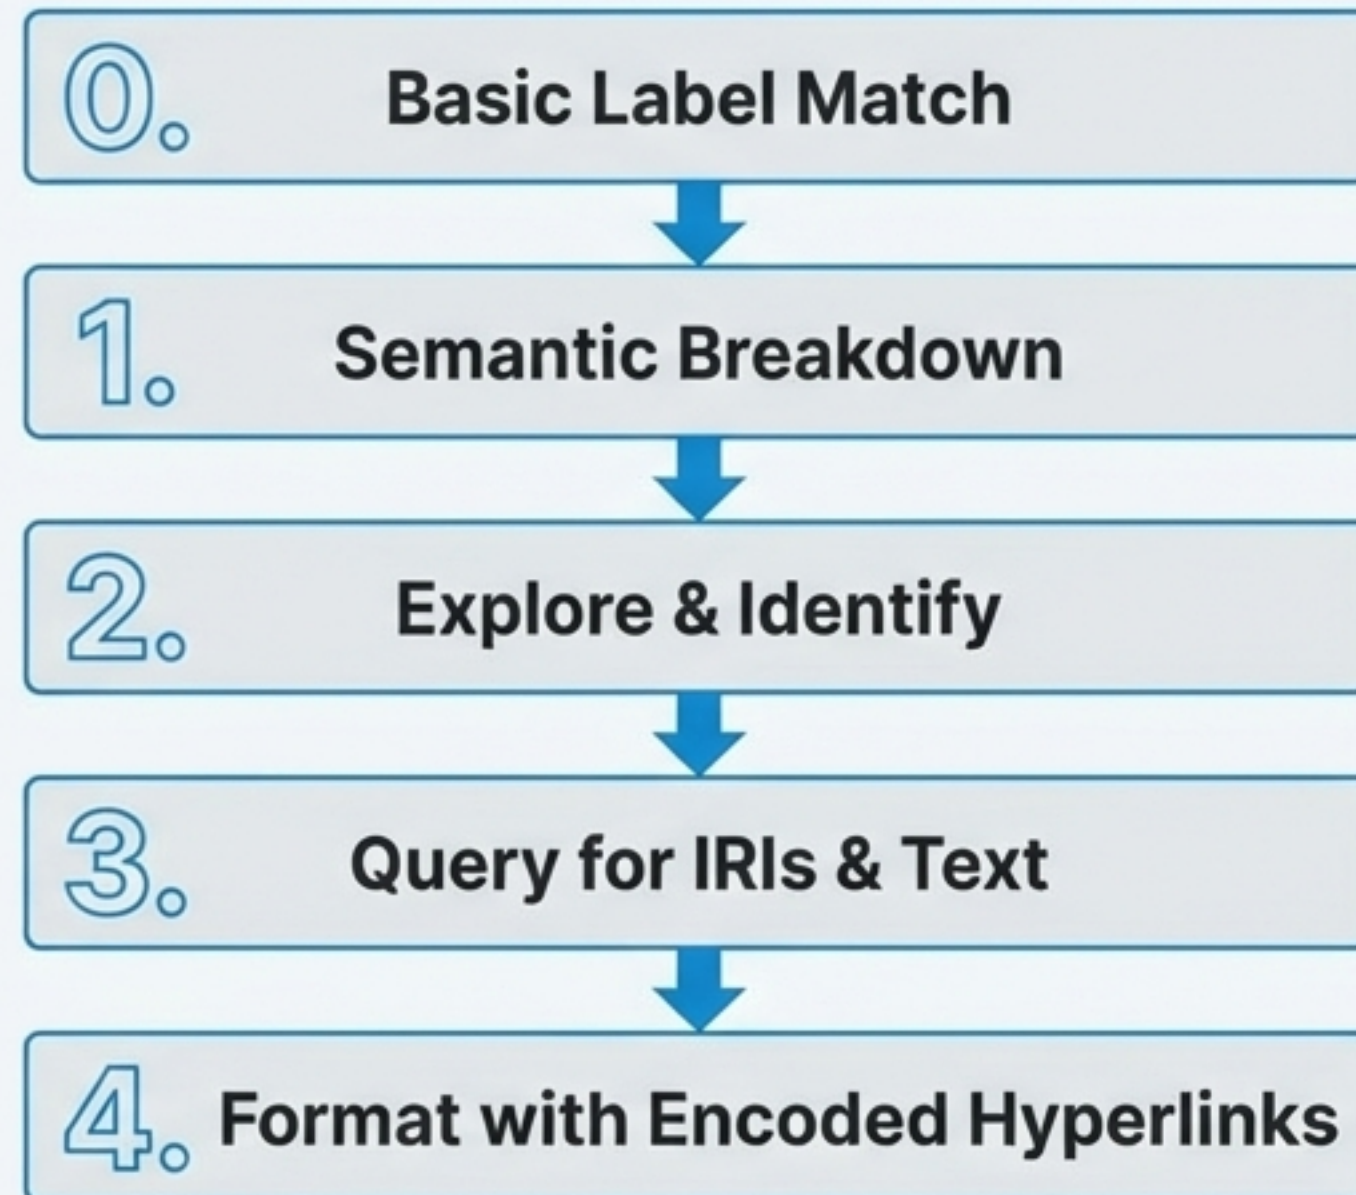 0. Basic Label Match
1. Semantic Breakdown
2. Explore & Identify
3. Query for IRIs & Text
4. Format with Encoded Hyperlinks